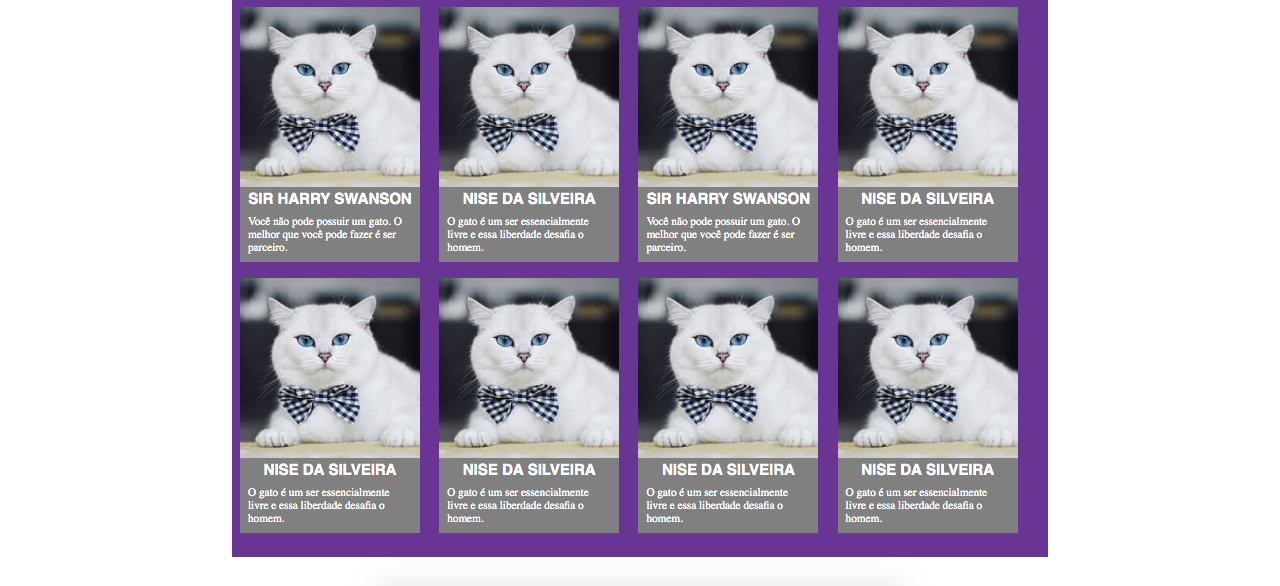 SIR HARRY SWANSON
Você não pode possuir um gato. O
melhor que você pode fazer é ser
parceiro.
NISE DA SILVEIRA
O gato é um ser essencialmente
livre e essa liberdade desafia o
homem.
SIR HARRY SWANSON
Você não pode possuir um gato. O
melhor que você pode fazer é ser
parceiro.
NISE DA SILVEIRA
O gato é um ser essencialmente
livre e essa liberdade desafia o
homem.
NISE DA SILVEIRA
O gato é um ser essencialmente
livre e essa liberdade desafia o
homem.
NISE DA SILVEIRA
O gato é um ser essencialmente
livre e essa liberdade desafia o
homem.
NISE DA SILVEIRA
O gato é um ser essencialmente
livre e essa liberdade desafia o
homem.
NISE DA SILVEIRA
O gato é um ser essencialmente
livre e essa liberdade desafia o
homem.